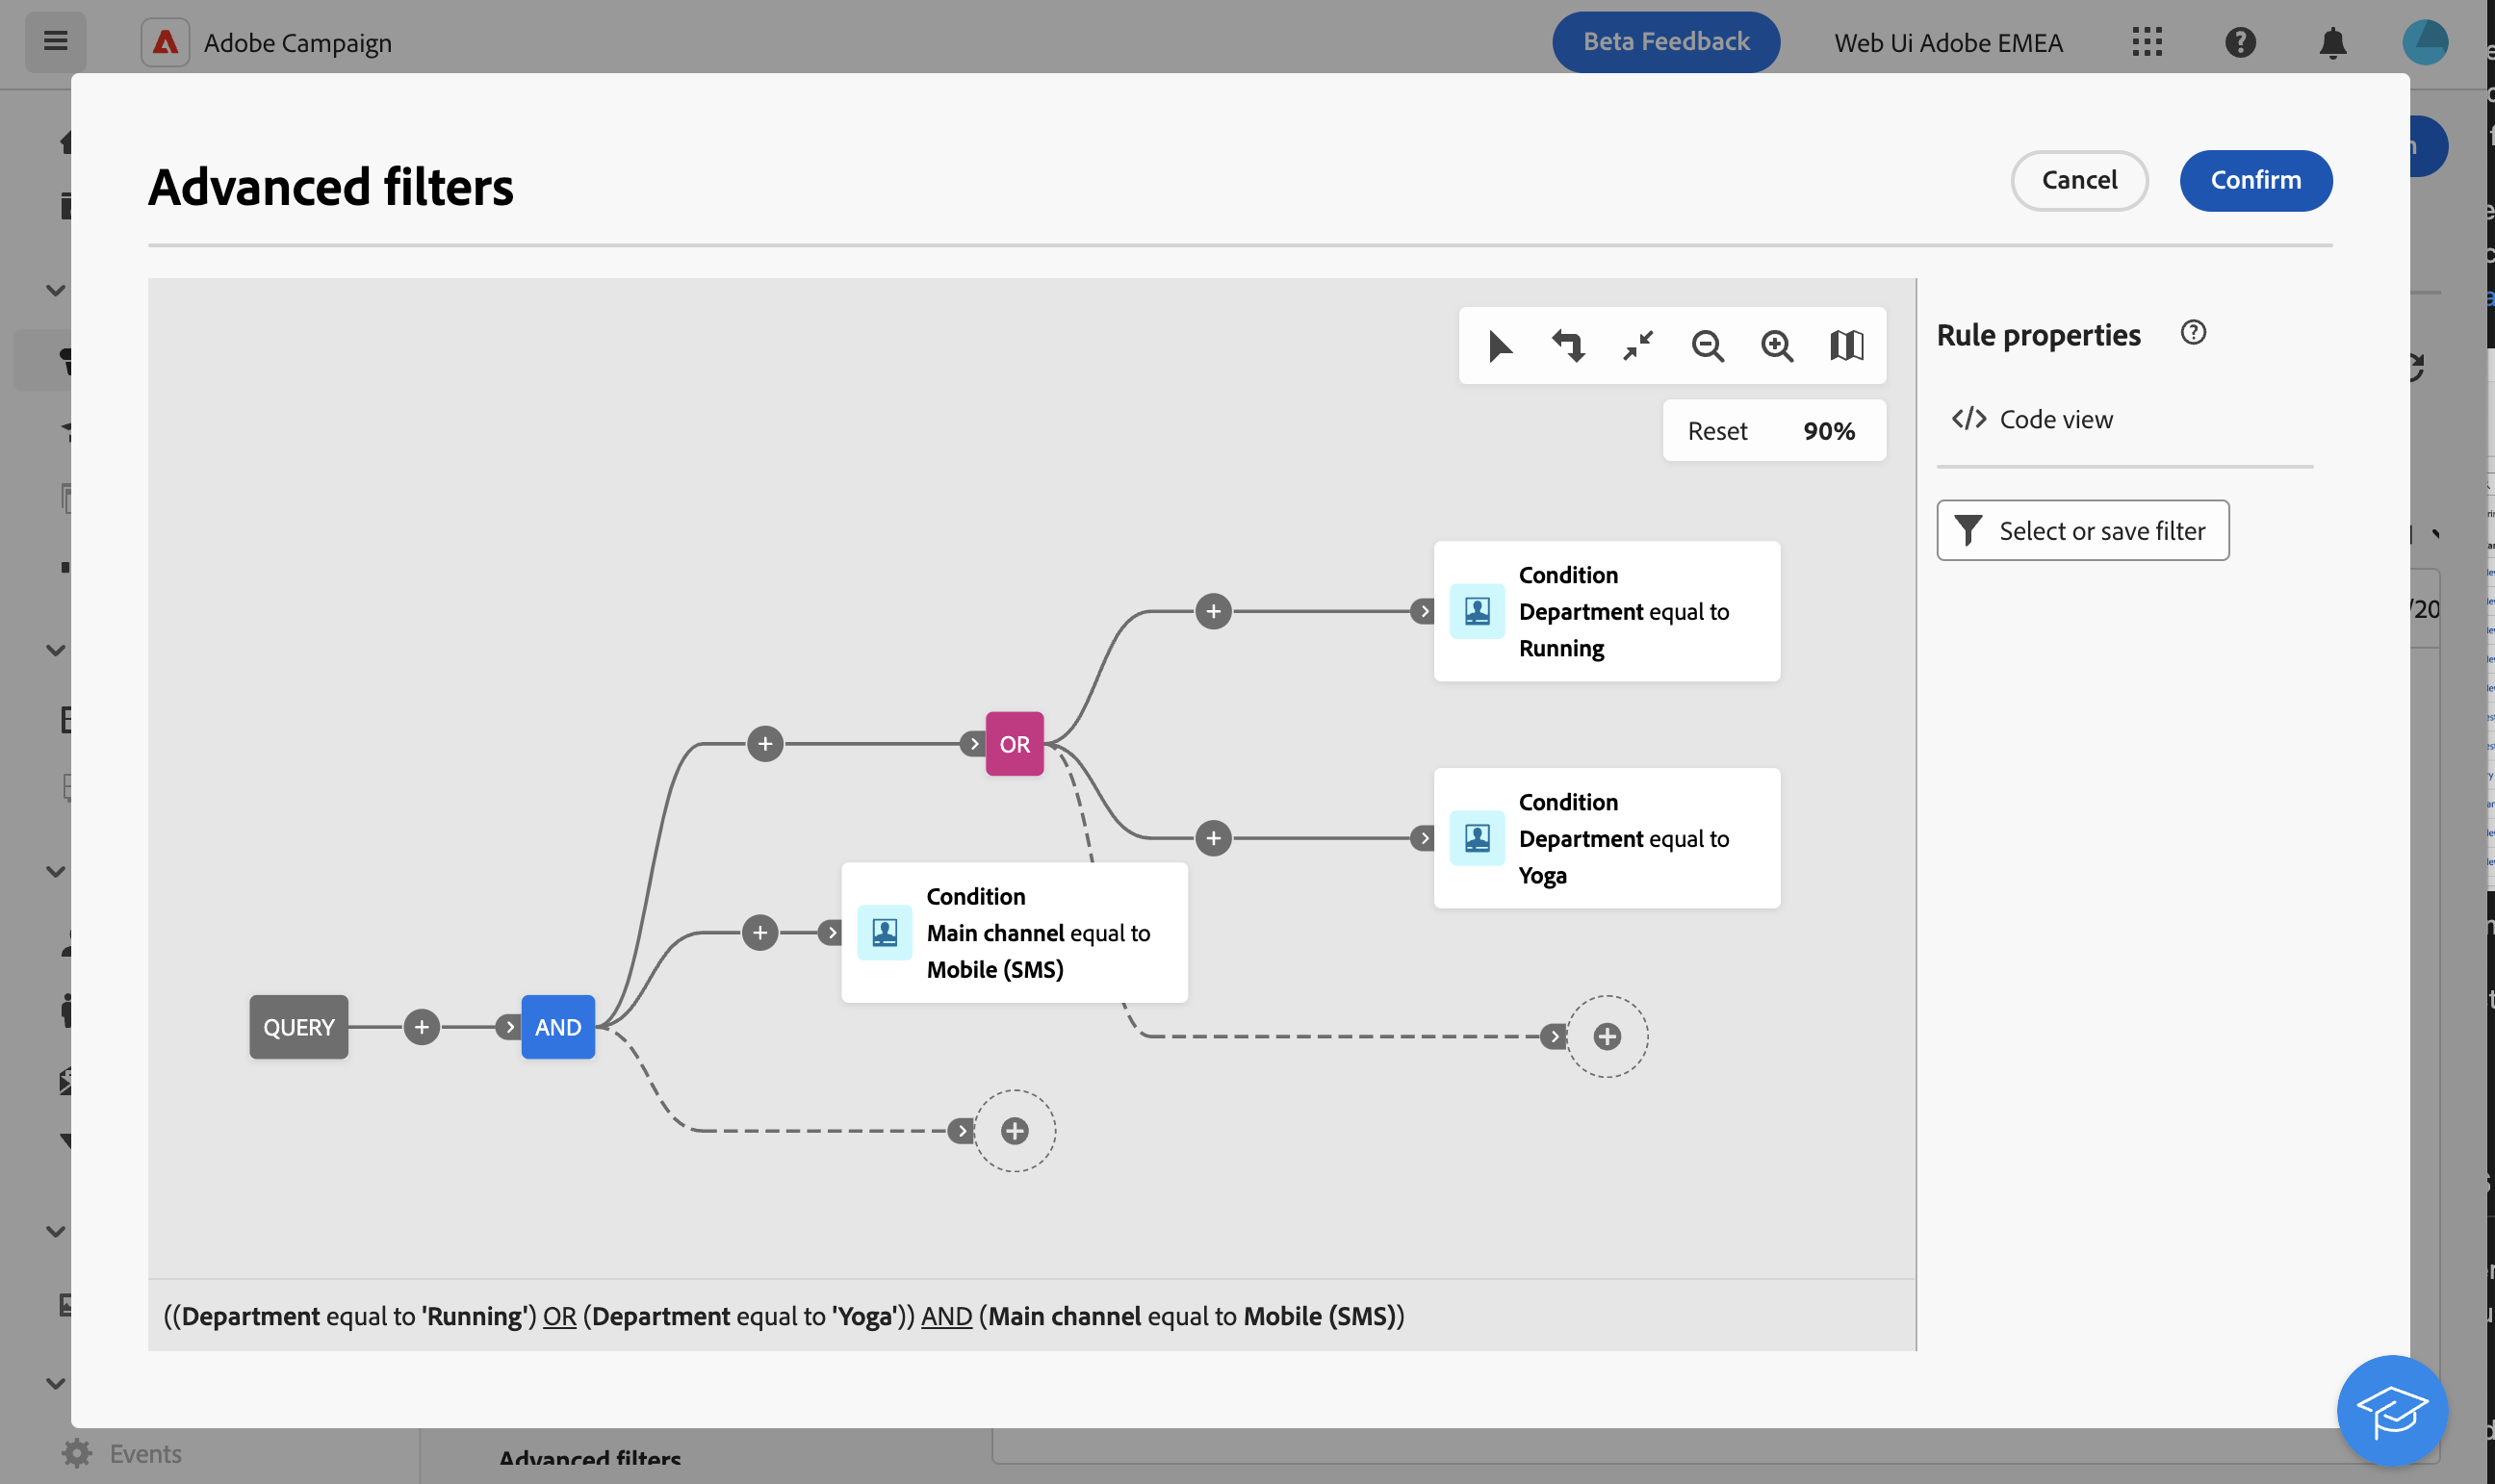 Adobe Campaign
Beta Feedback
Web Ui Adobe EMEA
Advanced filters
Cancel
Confirm
Rule properties
Code view
Reset 90%
Select or save filter
Condition
Department equal to
Running
OR
Condition
Department equal to
Yoga
Condition
Main channel equal to
Mobile (SMS)
QUERY
AND
((Department equal to 'Running') OR (Department equal to 'Yoga')) AND (Main channel equal to Mobile (SMS))
Events
Advanced filters
/20